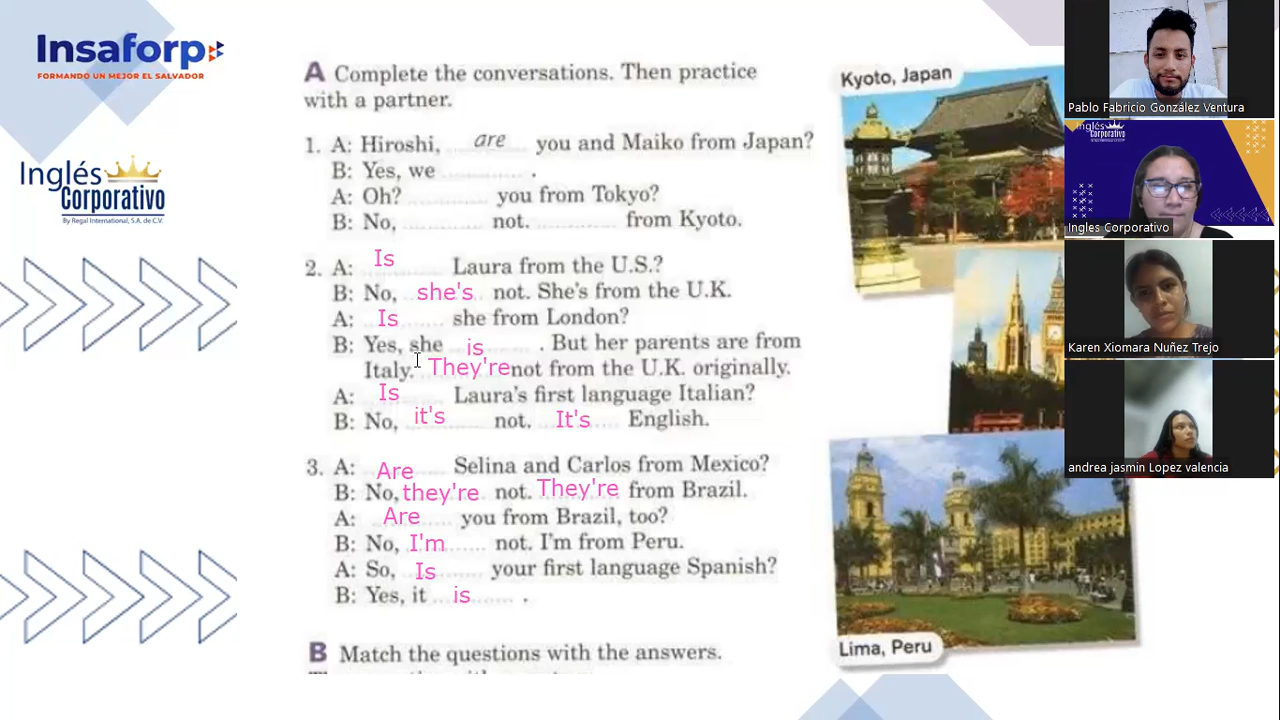 Insaforp
FORMANDO UN MEJOR EL SALVADOR
Inglés
Corporativo
By Regal International, S.A. de C.V.
A Complete the conversations. Then practice
with a partner.
1. A: Hiroshi, are you and Maiko from Japan?
B: Yes, we ............ .
A: Oh? ............ you from Tokyo?
B: No, ............ not. ............ from Kyoto.
2. A: Is Laura from the U.S.?
B: No, she's not. She's from the U.K.
A: Is she from London?
B: Yes, she is . But her parents are from
Italy. They're not from the U.K. originally.
A: Is Laura's first language Italian?
B: No, it's not. It's English.
3. A: Are Selina and Carlos from Mexico?
B: No, they're not. They're from Brazil.
A: Are you from Brazil, too?
B: No, I'm not. I'm from Peru.
A: So, Is your first language Spanish?
B: Yes, it is .
B Match the questions with the answers.
Kyoto, Japan
Lima, Peru
Pablo Fabricio González Ventura
Inglés
Corporativo
Ingles Corporativo
Karen Xiomara Nuñez Trejo
andrea jasmin Lopez valencia